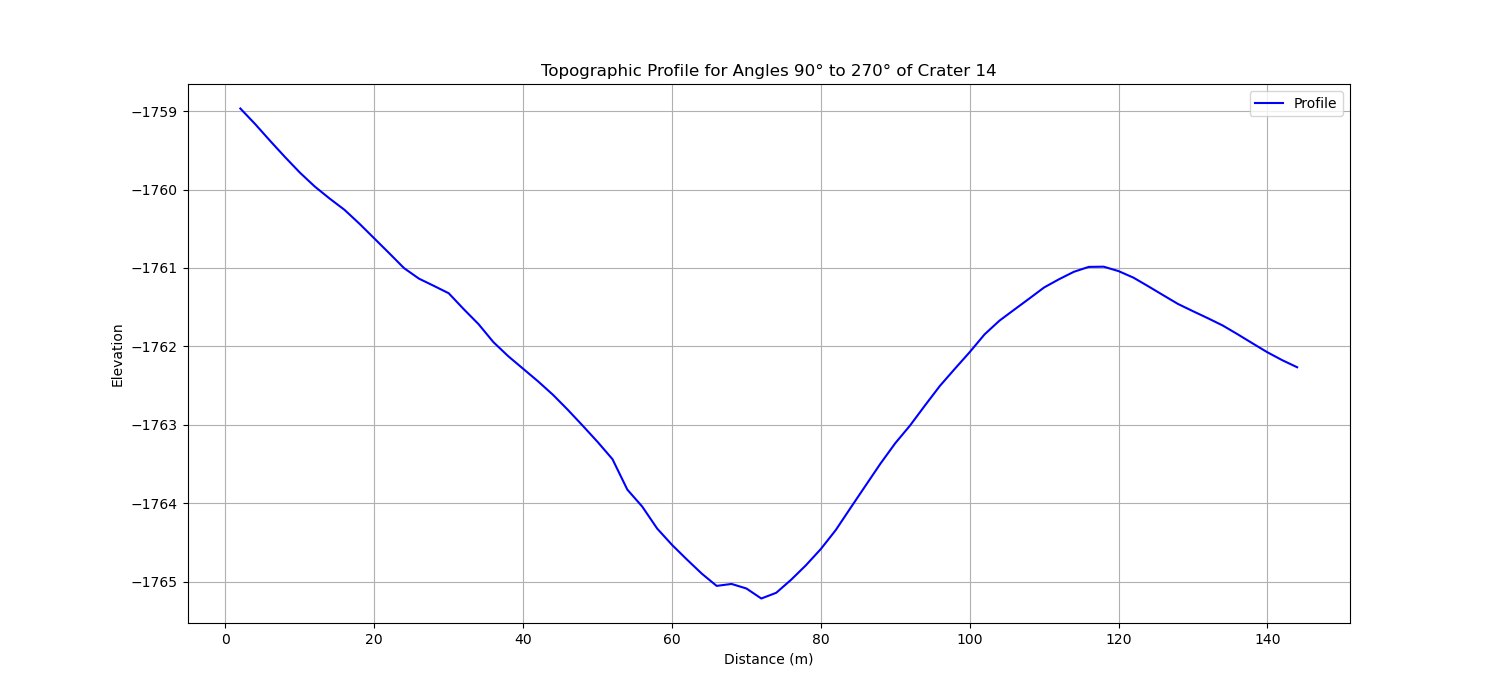 Topographic Profile for Angles 90° to 270° of Crater 14
Profile
−1759
−1760
−1761
−1762
−1763
−1764
−1765
Elevation
0 20 40 60 80 100 120 140
Distance (m)